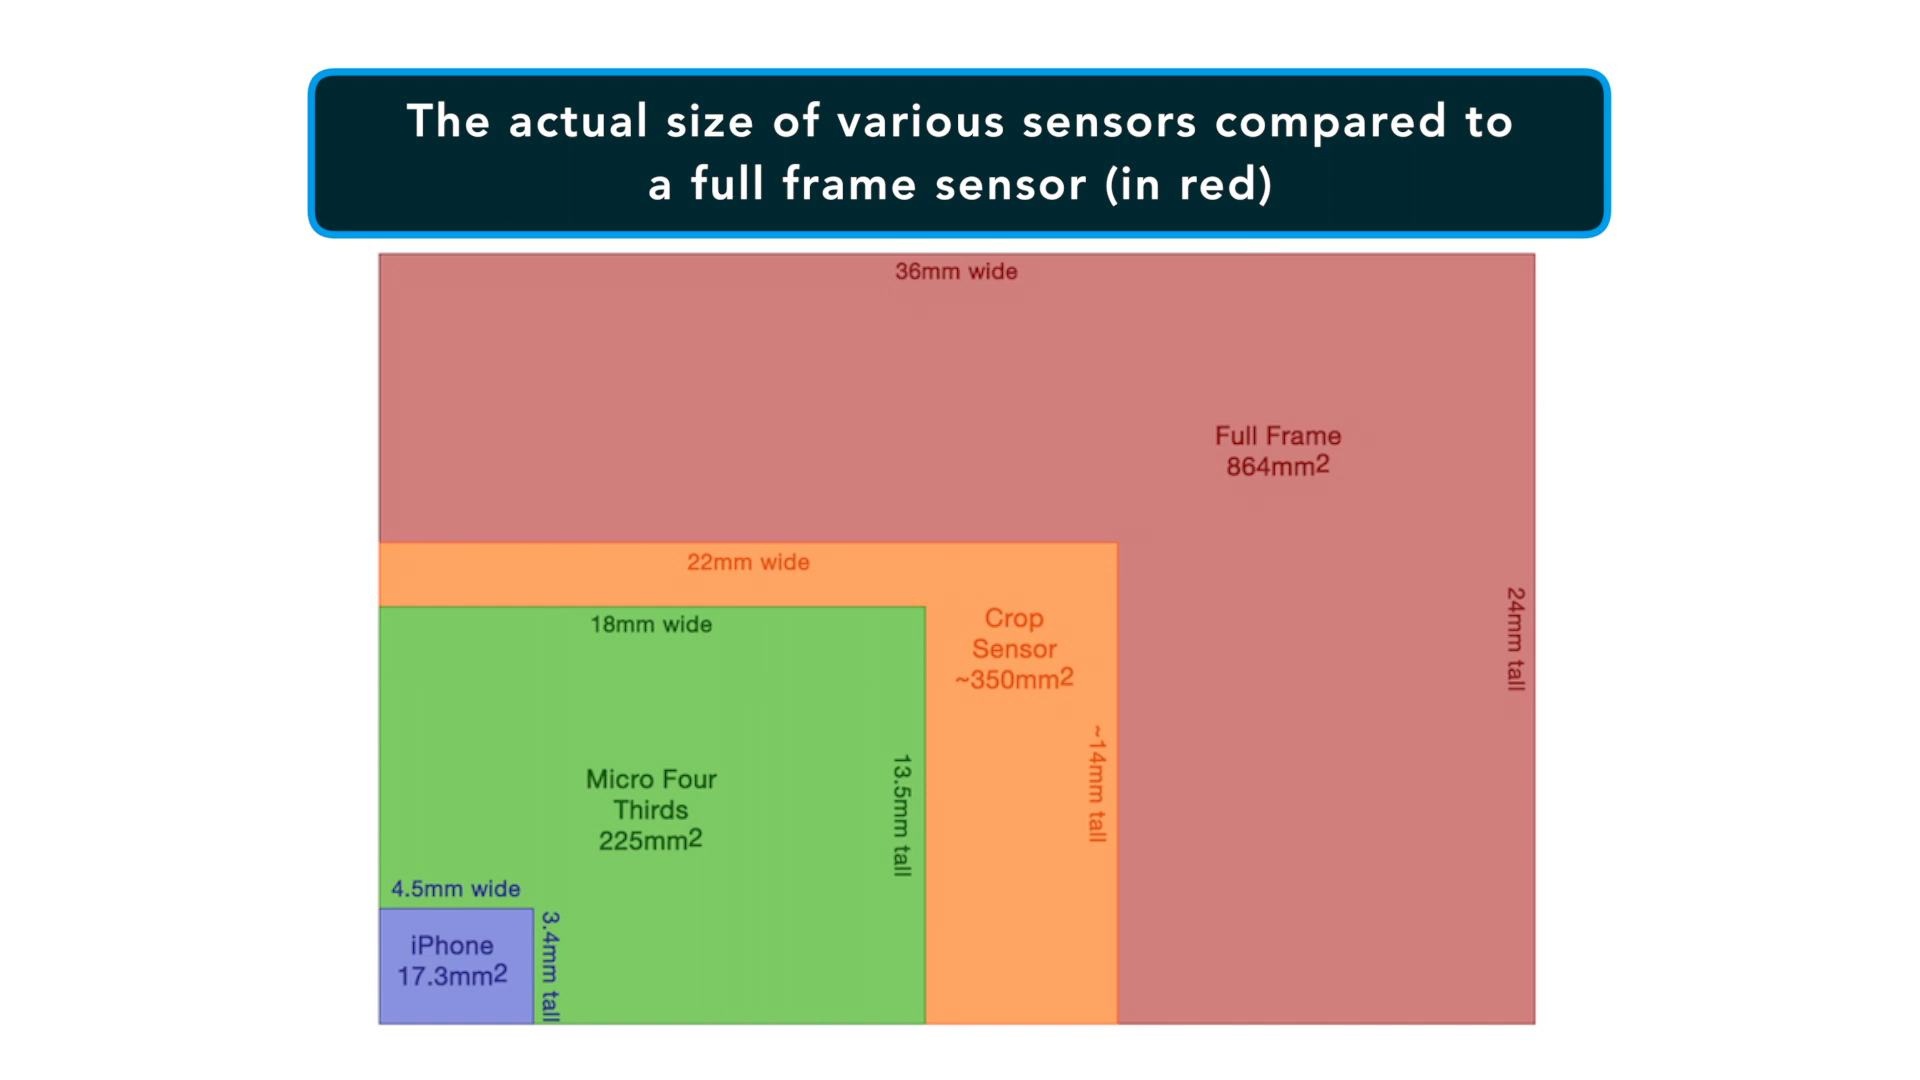 The actual size of various sensors compared to
a full frame sensor (in red)
36mm wide
Full Frame
864mm2
24mm tall
22mm wide
Crop
Sensor
~350mm2
~14mm tall
18mm wide
Micro Four
Thirds
225mm2
13.5mm tall
4.5mm wide
iPhone
17.3mm2
3.4mm tall